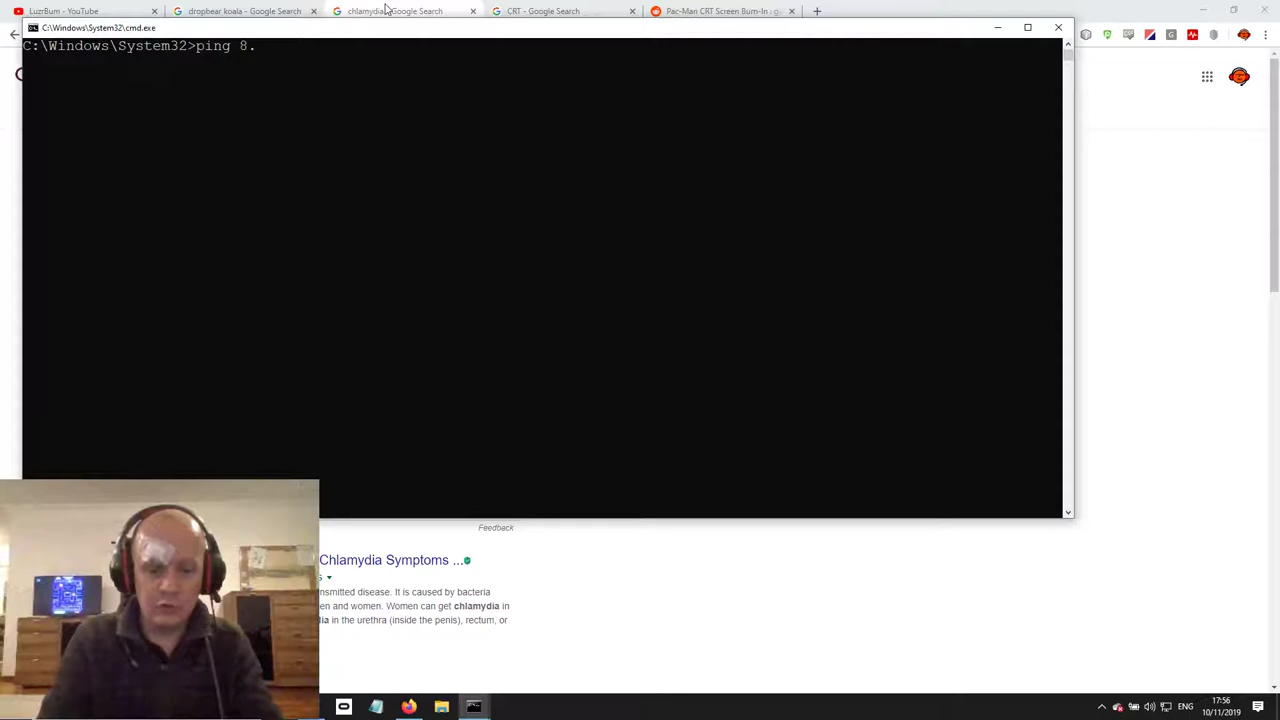 LuzrBum - YouTube
dropbear koala - Google Search
chlamydia - Google Search
CRT - Google Search
Pac-Man CRT Screen Burn-In : g
C:\Windows\System32\cmd.exe
C:\Windows\System32>ping 8.
Feedback
Chlamydia Symptoms ...
nsmitted disease. It is caused by bacteria
en and women. Women can get chlamydia in
ia in the urethra (inside the penis), rectum, or
17:56
ENG
10/11/2019